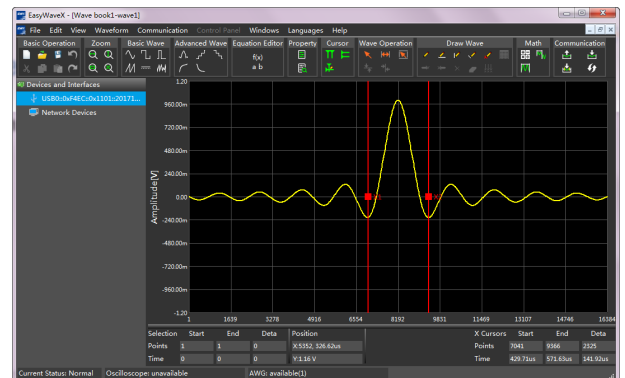 EasyWaveX - [Wave book1-wave1]
File Edit View Waveform Communication Control Panel Windows Languages Help
Basic Operation Zoom Basic Wave Advanced Wave Equation Editor Property Cursor Wave Operation Draw Wave Math Communication
f(x)
a b
Devices and Interfaces
USB0::0xF4EC::0x1101::20171...
Network Devices
Amplitude[V]
1.20
960.00m
720.00m
480.00m
240.00m
0.00
-240.00m
-480.00m
-720.00m
-960.00m
-1.20
1 1639 3278 4916 6554 8192 9831 11469 13107 14746 16384
Selection Start End Deta Position X Cursors Start End Deta
Points 1 1 0 X:5352, 326.62us Points 7041 9366 2325
Time 0 0 0 Y:1.16 V Time 429.71us 571.63us 141.92us
Current Status: Normal Oscilloscope: unavailable AWG: available(1)